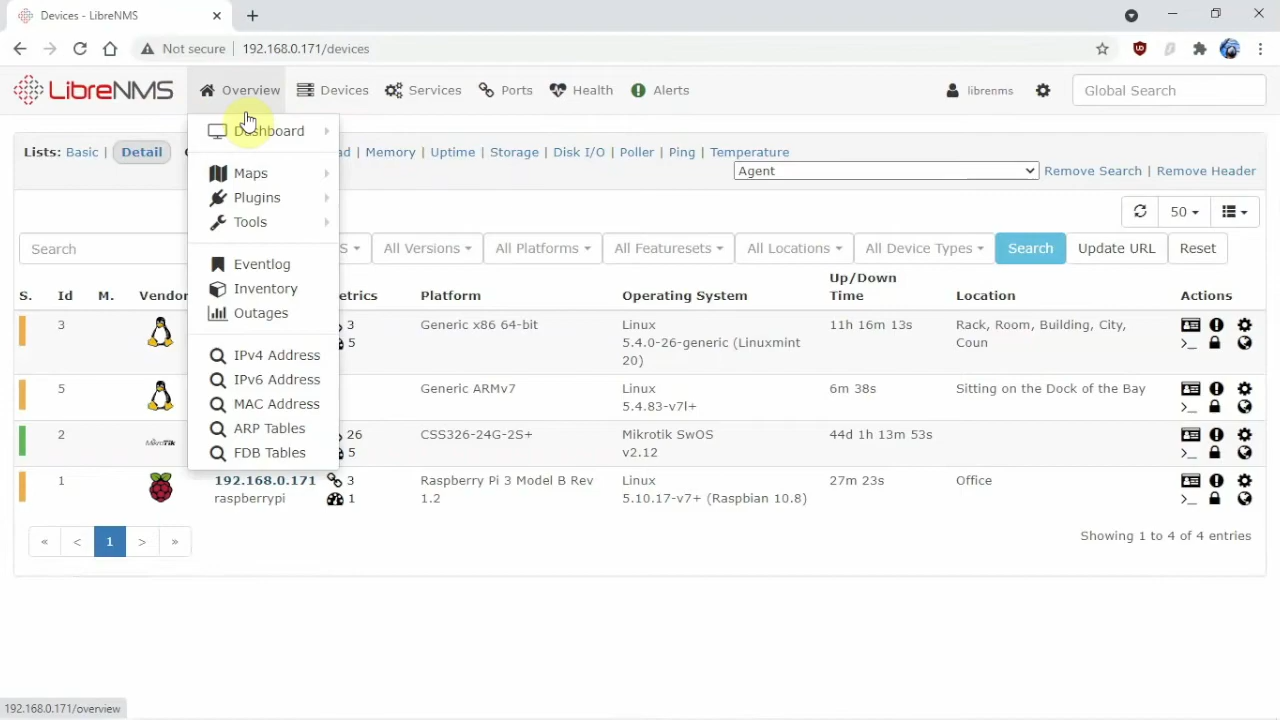 Devices - LibreNMS
Not secure 192.168.0.171/devices
LibreNMS Overview Devices Services Ports Health Alerts librenms Global Search
Dashboard
Maps
Plugins
Tools
Eventlog
Inventory
Outages
IPv4 Address
IPv6 Address
MAC Address
ARP Tables
FDB Tables
Lists: Basic | Detail | Memory | Uptime | Storage | Disk I/O | Poller | Ping | Temperature
Agent Remove Search | Remove Header
50
Search All Versions All Platforms All Featuresets All Locations All Device Types Search Update URL Reset
S. Id M. Vendor Platform Operating System Up/Down Time Location Actions
3 3 Generic x86 64-bit Linux 11h 16m 13s Rack, Room, Building, City,
5 5.4.0-26-generic (Linuxmint Coun
20)
5 Generic ARMv7 Linux 6m 38s Sitting on the Dock of the Bay
5.4.83-v7l+
2 MikroTik 26 CSS326-24G-2S+ Mikrotik SwOS 44d 1h 13m 53s
5 v2.12
1 192.168.0.171 3 Raspberry Pi 3 Model B Rev Linux 27m 23s Office
raspberrypi 1 1.2 5.10.17-v7+ (Raspbian 10.8)
« < 1 > »
Showing 1 to 4 of 4 entries
192.168.0.171/overview